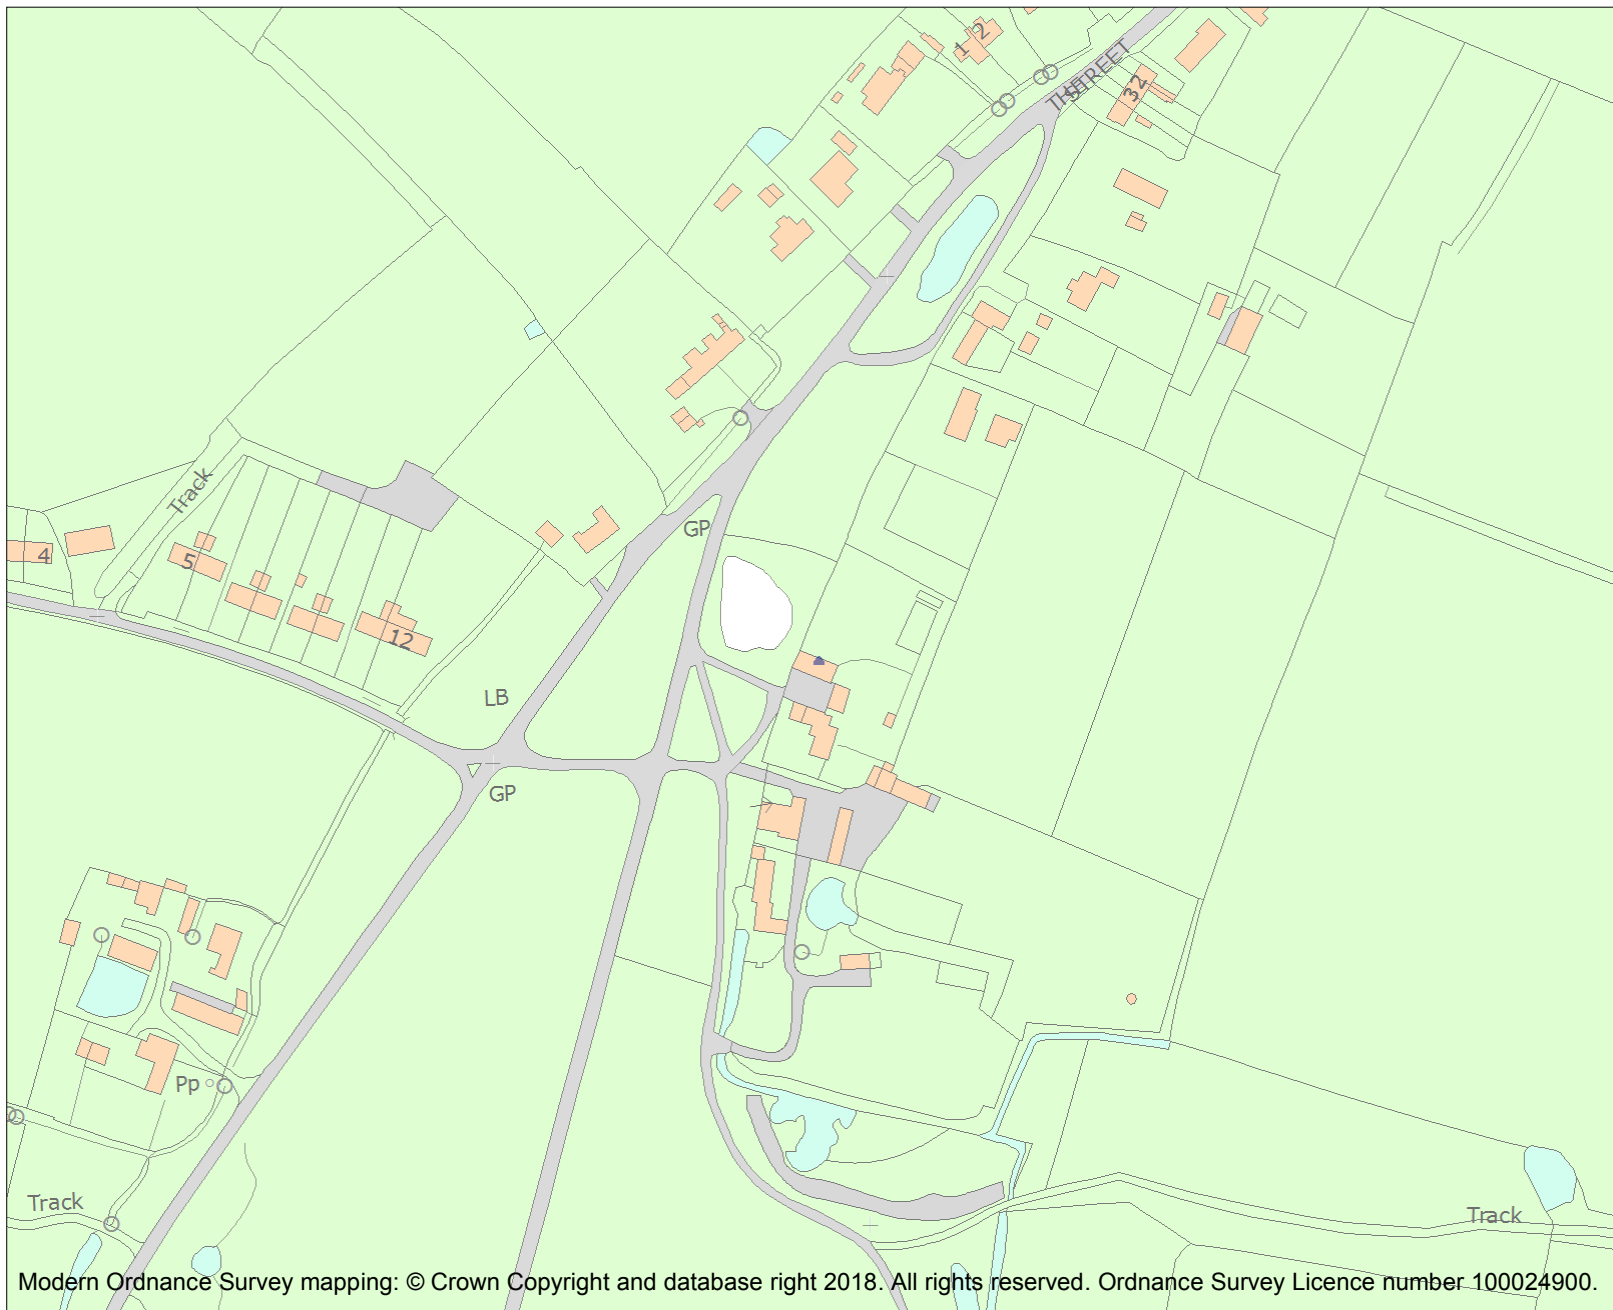 1 2
THE STREET
32
Track
GP
4
5
12
LB
GP
Pp
Track
Track
Modern Ordnance Survey mapping: © Crown Copyright and database right 2018. All rights reserved. Ordnance Survey Licence number 100024900.